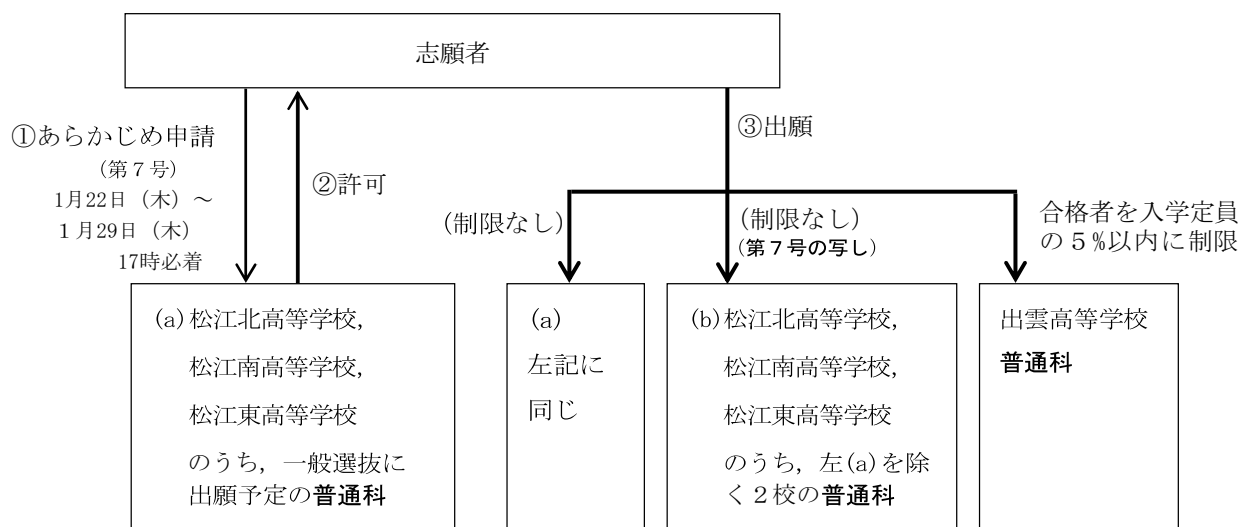 志願者
①あらかじめ申請
(第７号)
1月22日（木）～
１月29日（木）
17時必着
②許可
③出願
(制限なし)
(制限なし)
(第７号の写し)
合格者を入学定員
の５%以内に制限
(a)松江北高等学校，
松江南高等学校，
松江東高等学校
のうち，一般選抜に
出願予定の普通科
(a)
左記に
同じ
(b)松江北高等学校，
松江南高等学校，
松江東高等学校
のうち，左(a)を除
く２校の普通科
出雲高等学校
普通科